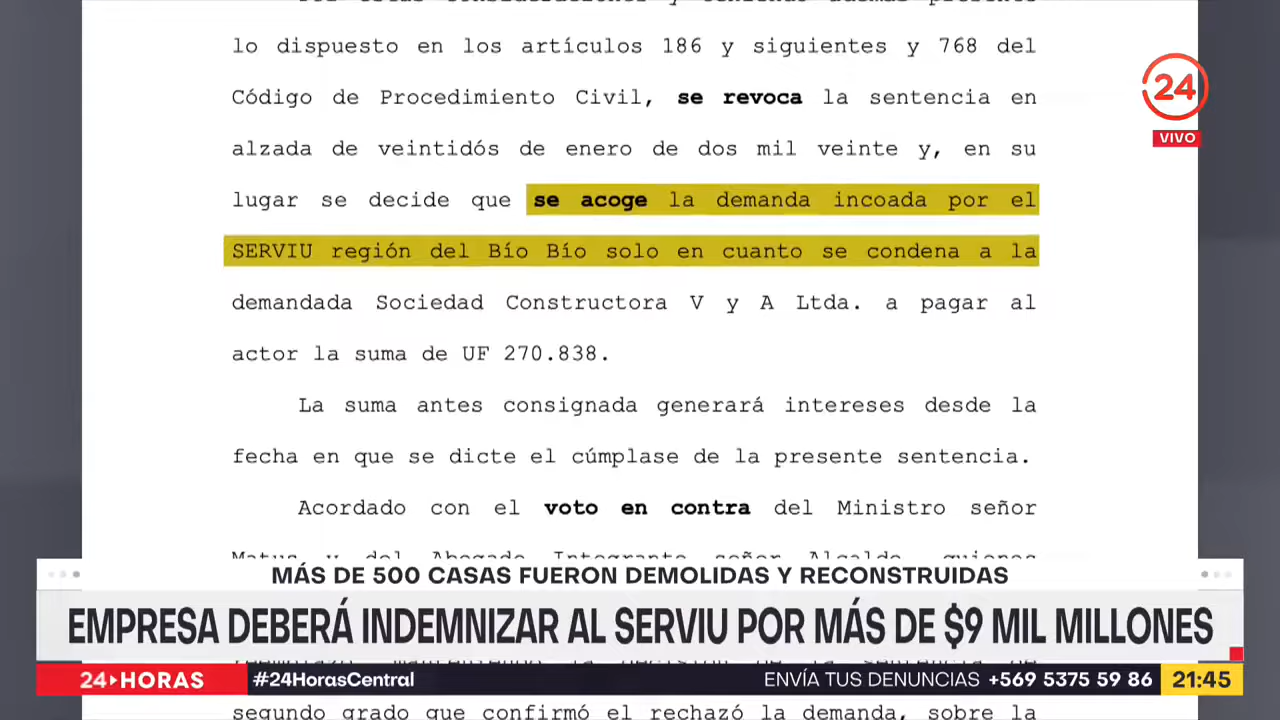 lo dispuesto en los artículos 186 y siguientes y 768 del
Código de Procedimiento Civil, se revoca la sentencia en
alzada de veintidós de enero de dos mil veinte y, en su
lugar se decide que se acoge la demanda incoada por el
SERVIU región del Bío Bío solo en cuanto se condena a la
demandada Sociedad Constructora V y A Ltda. a pagar al
actor la suma de UF 270.838.
La suma antes consignada generará intereses desde la
fecha en que se dicte el cúmplase de la presente sentencia.
Acordado con el voto en contra del Ministro señor
24
VIVO
MÁS DE 500 CASAS FUERON DEMOLIDAS Y RECONSTRUIDAS
EMPRESA DEBERÁ INDEMNIZAR AL SERVIU POR MÁS DE $9 MIL MILLONES
24 HORAS #24HorasCentral ENVÍA TUS DENUNCIAS +569 5375 59 86 21:45
segundo grado que confirmó el rechazó la demanda, sobre la